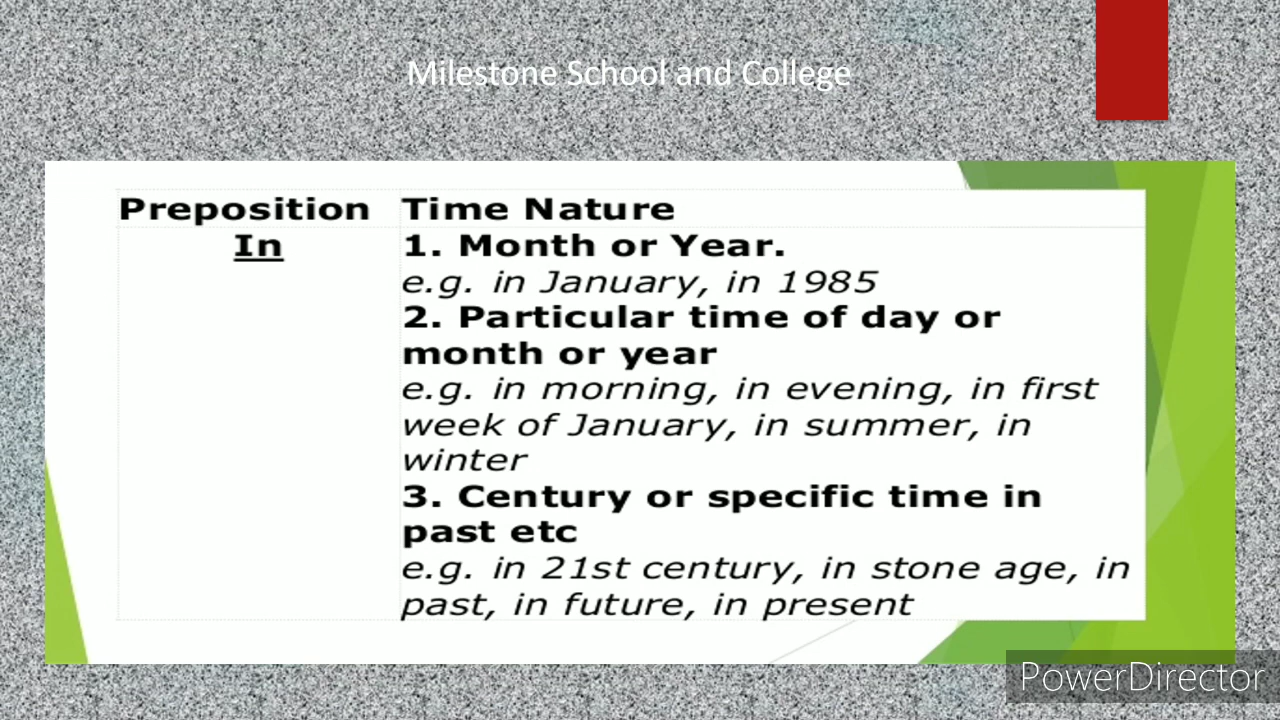 Milestone School and College
Preposition Time Nature
In 1. Month or Year.
e.g. in January, in 1985
2. Particular time of day or
month or year
e.g. in morning, in evening, in first
week of January, in summer, in
winter
3. Century or specific time in
past etc
e.g. in 21st century, in stone age, in
past, in future, in present
PowerDirector